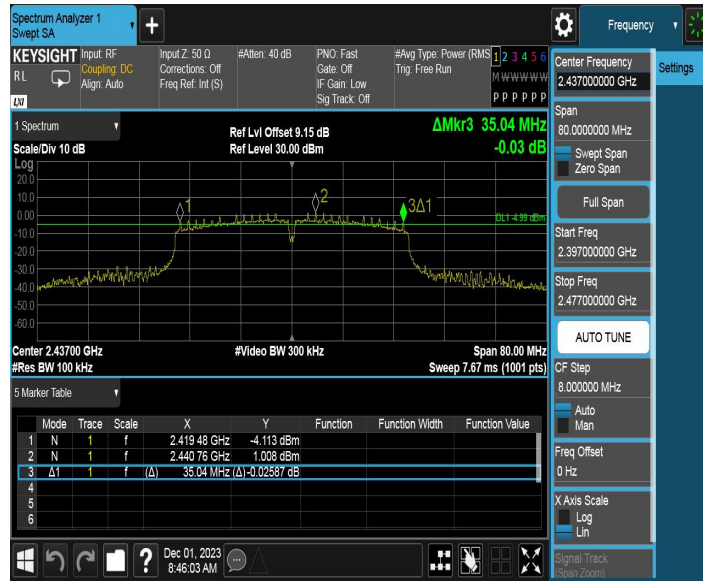 Spectrum Analyzer 1
Swept SA
+
Frequency
KEYSIGHT
RL
LXI
Input: RF
Coupling: DC
Align: Auto
Input Z: 50 Ω
Corrections: Off
Freq Ref: Int (S)
#Atten: 40 dB
PNO: Fast
Gate: Off
IF Gain: Low
Sig Track: Off
#Avg Type: Power (RMS
Trig: Free Run
1 2 3 4 5 6
M W W W W W
P P P P P P
1 Spectrum
Scale/Div 10 dB
Ref Lvl Offset 9.15 dB
Ref Level 30.00 dBm
ΔMkr3 35.04 MHz
-0.03 dB
Log
20.0
10.0
0.00
-10.0
-20.0
-30.0
-40.0
-50.0
-60.0
1
2
3Δ1
DL1 -4.99 dBm
Center 2.43700 GHz
#Video BW 300 kHz
Span 80.00 MHz
#Res BW 100 kHz
Sweep 7.67 ms (1001 pts)
5 Marker Table
Mode Trace Scale X Y Function Function Width Function Value
1 N 1 f 2.419 48 GHz -4.113 dBm
2 N 1 f 2.440 76 GHz 1.008 dBm
3 Δ1 1 f (Δ) 35.04 MHz (Δ) -0.02587 dB
4
5
6
?
Dec 01, 2023
8:46:03 AM
Center Frequency
2.437000000 GHz
Settings
Span
80.0000000 MHz
Swept Span
Zero Span
Full Span
Start Freq
2.397000000 GHz
Stop Freq
2.477000000 GHz
AUTO TUNE
CF Step
8.000000 MHz
Auto
Man
Freq Offset
0 Hz
X Axis Scale
Log
Lin
Signal Track
(Span Zoom)